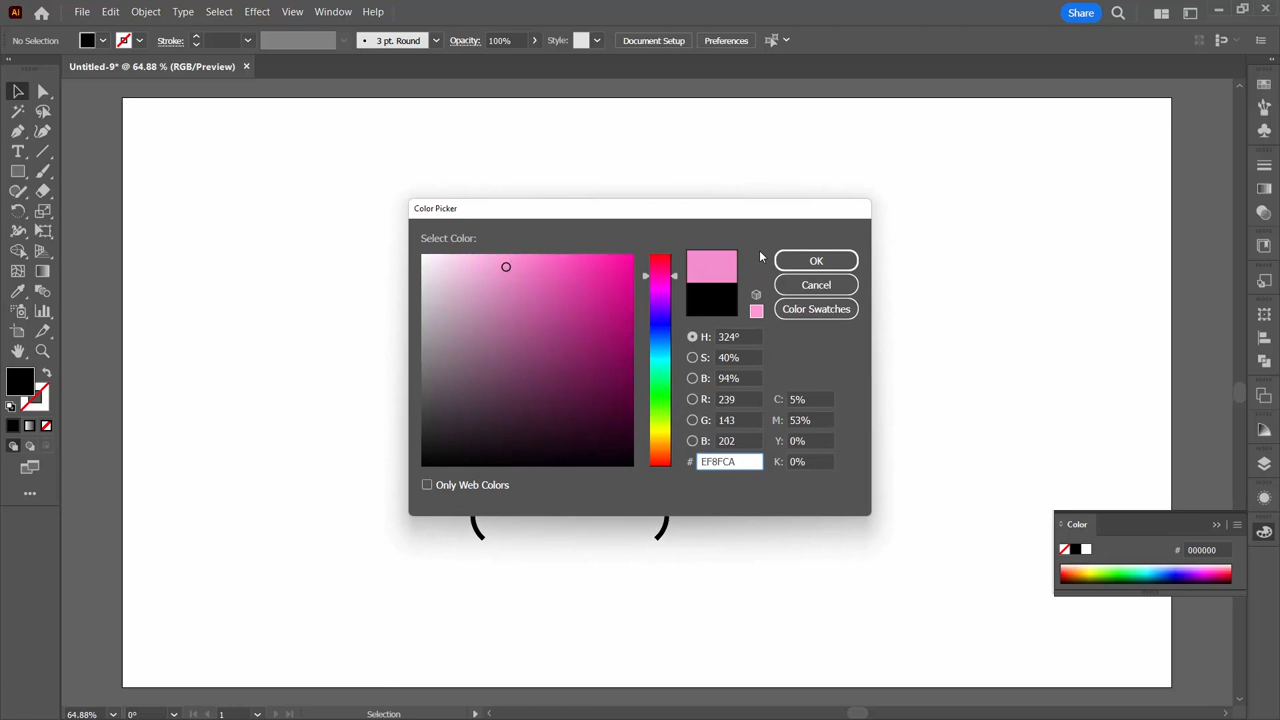 Ai File Edit Object Type Select Effect View Window Help Share
No Selection Stroke: 3 pt. Round Opacity: 100% Style: Document Setup Preferences
Untitled-9* @ 64.88 % (RGB/Preview) ×
Color Picker
Select Color:
OK
Cancel
Color Swatches
H: 324°
S: 40%
B: 94%
R: 239 C: 5%
G: 143 M: 53%
B: 202 Y: 0%
# EF8FCA K: 0%
Only Web Colors
Color
# 000000
64.88% 0° 1 Selection